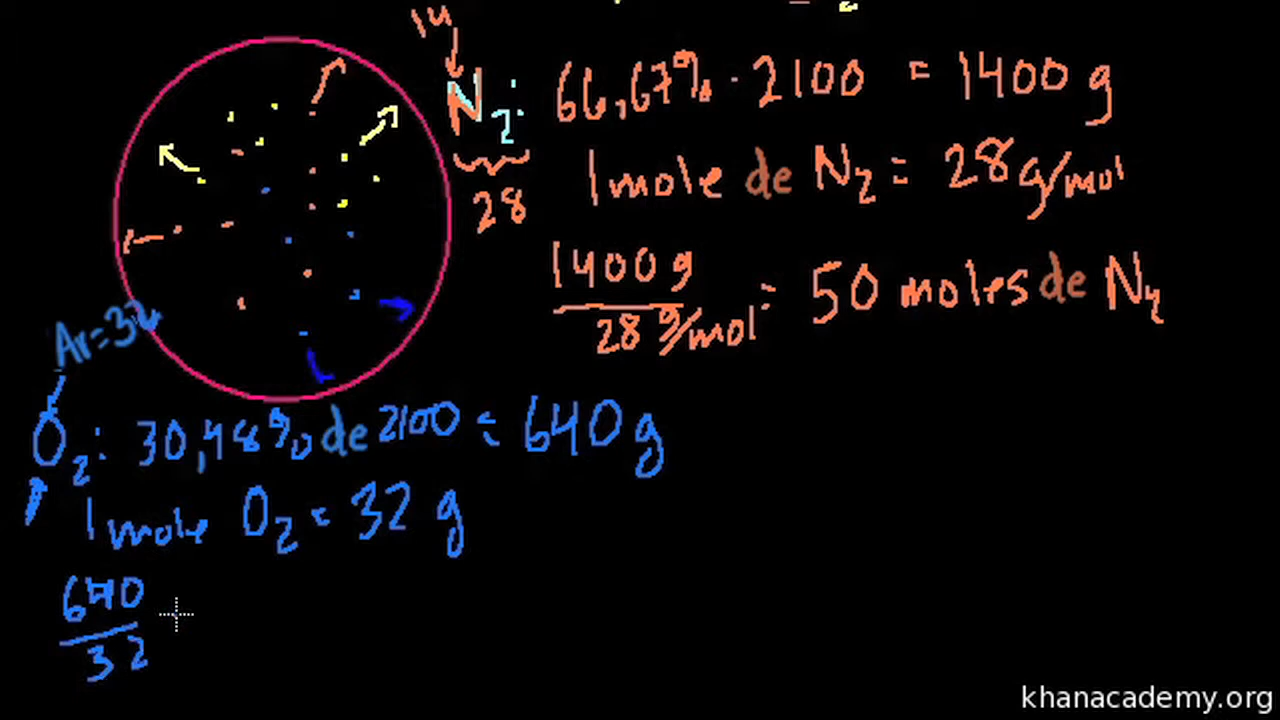 14
N₂: 66,67% · 2100 = 1400 g
28
1 mole de N₂ = 28 g/mol
1400 g / 28 g/mol = 50 moles de N₂
Ar=32
O₂: 30,48% de 2100 = 640 g
1 mole O₂ = 32 g
640
32
khanacademy.org